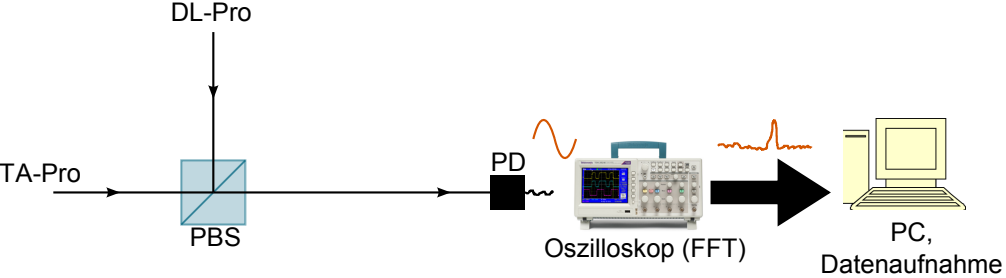 DL-Pro
TA-Pro
PBS
PD
Oszilloskop (FFT)
PC,
Datenaufnahme